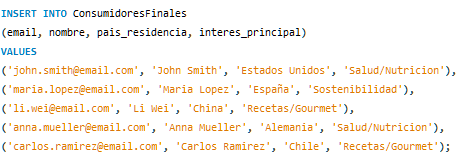 INSERT INTO ConsumidoresFinales
(email, nombre, pais_residencia, interes_principal)
VALUES
('john.smith@email.com', 'John Smith', 'Estados Unidos', 'Salud/Nutricion'),
('maria.lopez@email.com', 'Maria Lopez', 'España', 'Sostenibilidad'),
('li.wei@email.com', 'Li Wei', 'China', 'Recetas/Gourmet'),
('anna.mueller@email.com', 'Anna Mueller', 'Alemania', 'Salud/Nutricion'),
('carlos.ramirez@email.com', 'Carlos Ramirez', 'Chile', 'Recetas/Gourmet');